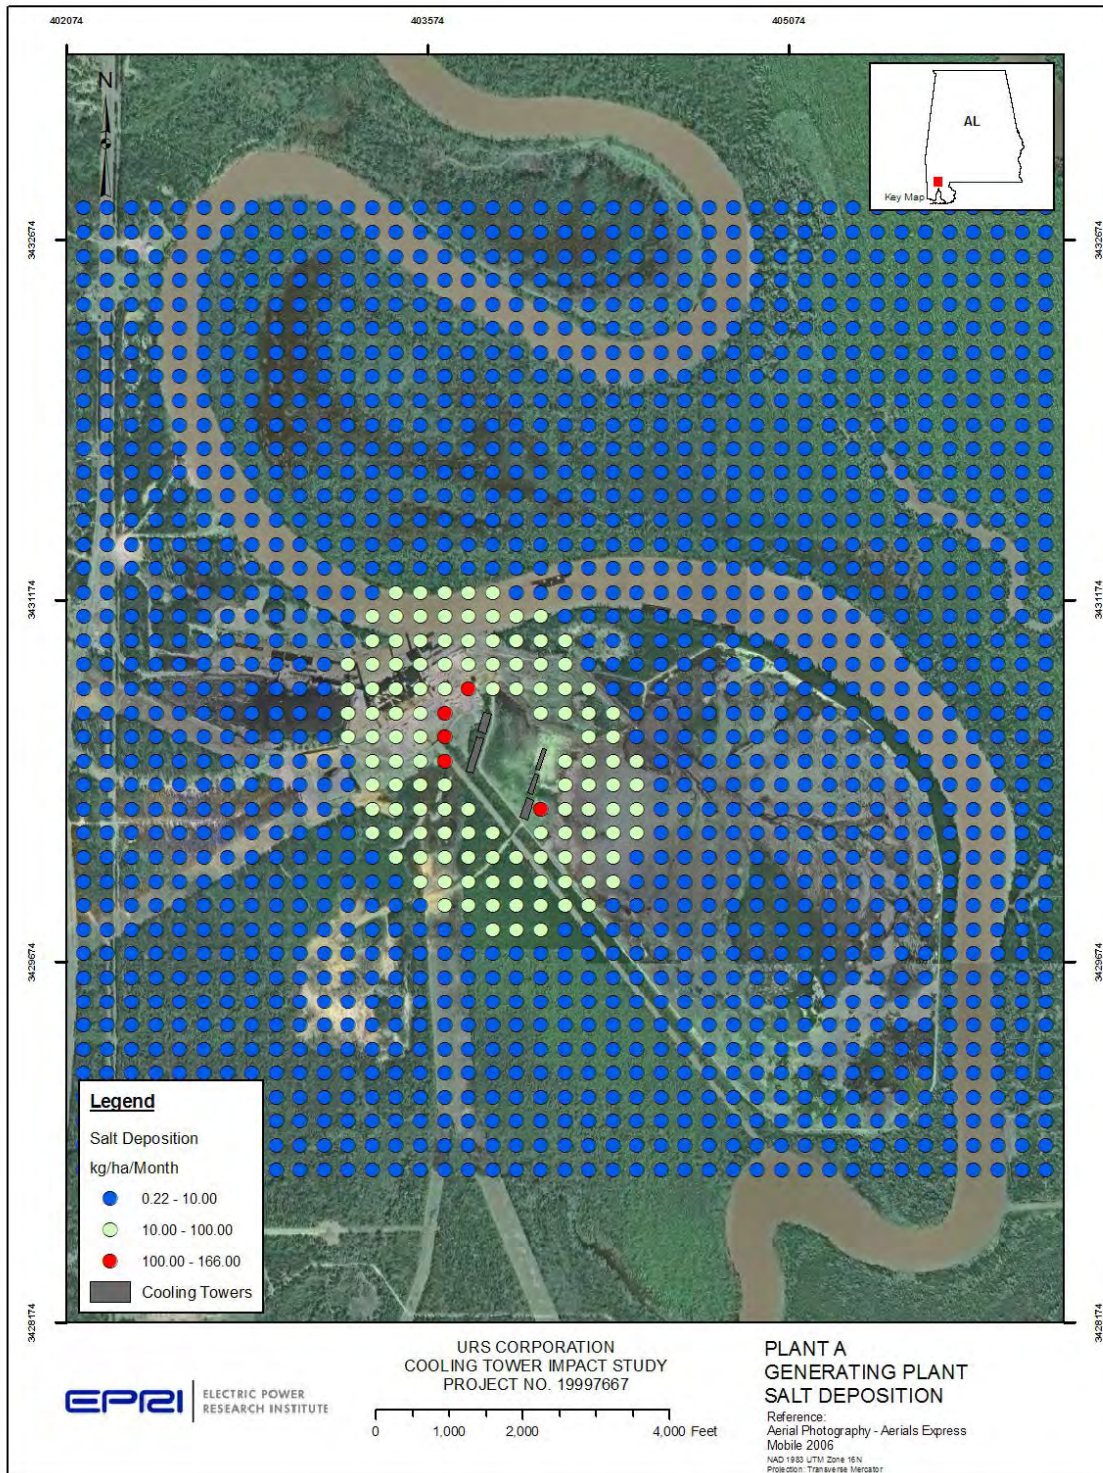 402074
403574
405074
N
AL
Key Map
3432674
3432674
3431174
3431174
3429674
3429674
3428174
3428174
Legend
Salt Deposition
kg/ha/Month
0.22 - 10.00
10.00 - 100.00
100.00 - 166.00
Cooling Towers
EPRI
ELECTRIC POWER
RESEARCH INSTITUTE
URS CORPORATION
COOLING TOWER IMPACT STUDY
PROJECT NO. 19997667
0 1,000 2,000 4,000 Feet
PLANT A
GENERATING PLANT
SALT DEPOSITION
Reference:
Aerial Photography - Aerials Express
Mobile 2006
NAD 1983 UTM Zone 16N
Projection: Transverse Mercator